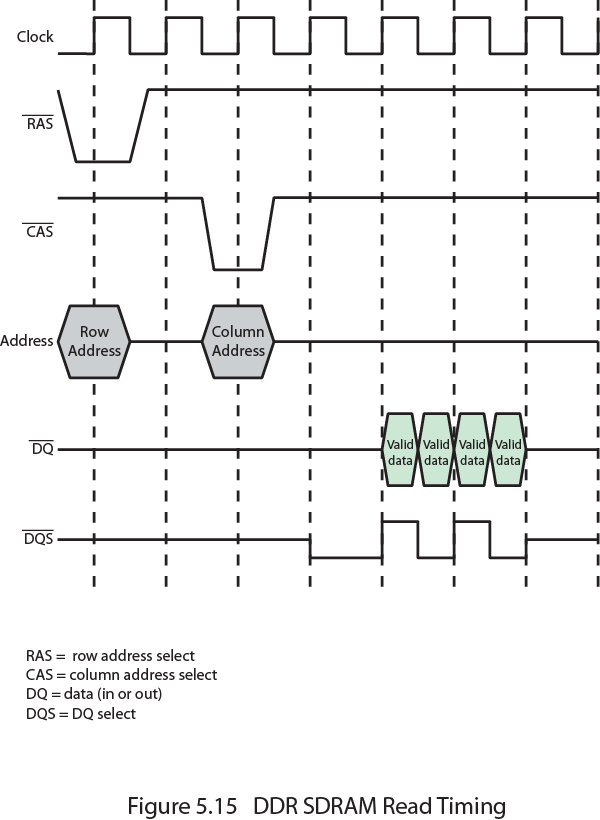 Clock
RAS
CAS
Address
Row
Address
Column
Address
DQ
Valid
data
Valid
data
Valid
data
Valid
data
DQS
RAS = row address select
CAS = column address select
DQ = data (in or out)
DQS = DQ select
Figure 5.15 DDR SDRAM Read Timing